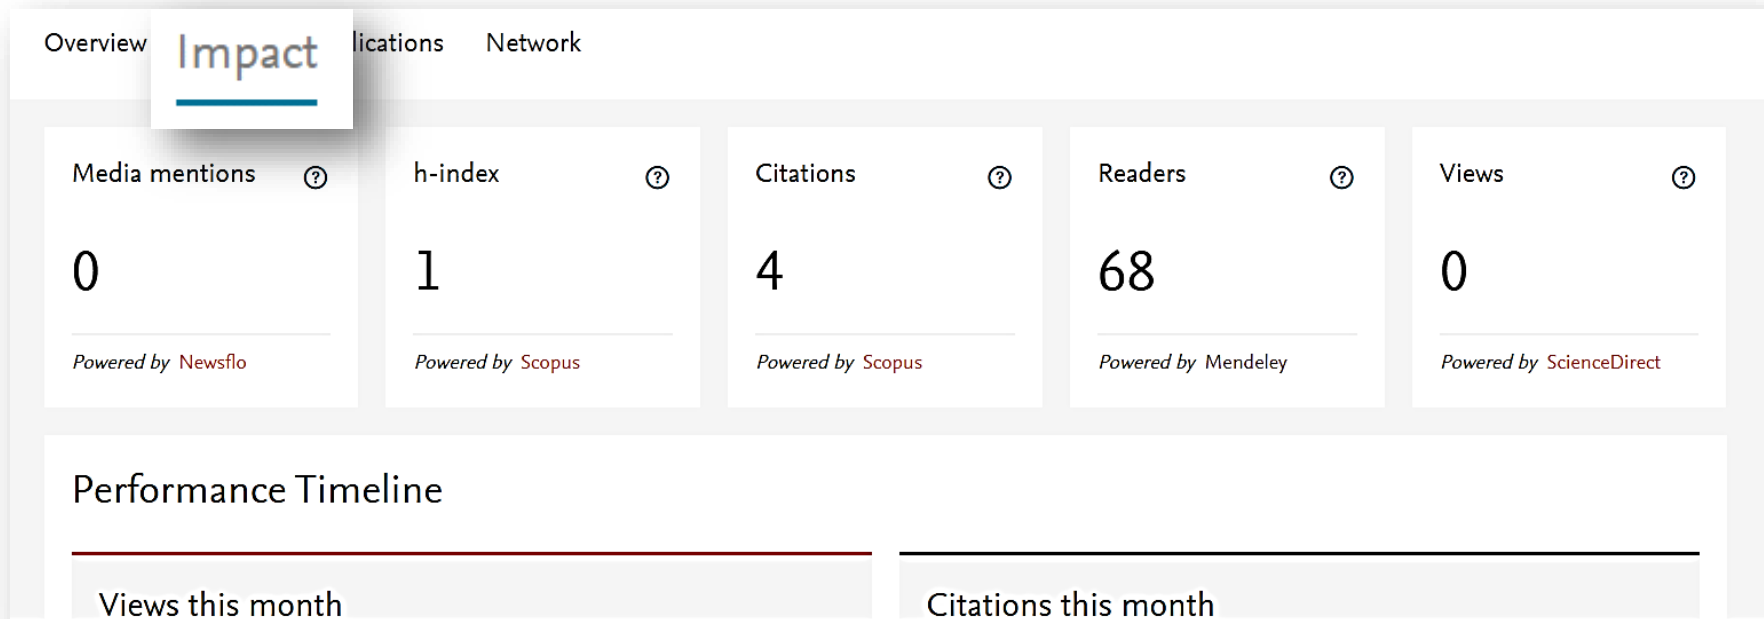 Overview Impact lications Network
Media mentions ? h-index ? Citations ? Readers ? Views ?
0 1 4 68 0
Powered by Newsflo Powered by Scopus Powered by Scopus Powered by Mendeley Powered by ScienceDirect
Performance Timeline
Views this month Citations this month